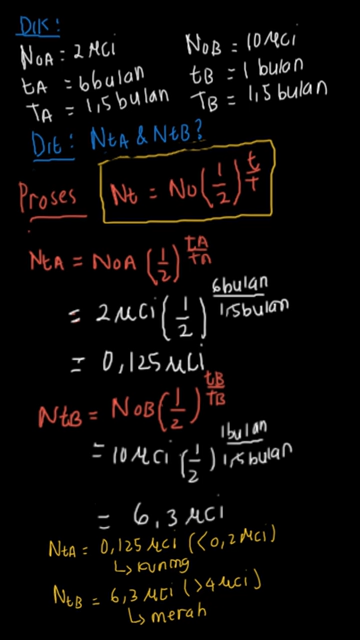 Dik:
NoA = 2 μci
NoB = 10 μci
tA = 6 bulan
tB = 1 bulan
TA = 1,5 bulan
TB = 1,5 bulan
Dit: NtA & NtB?
Proses Nt = No(1/2)^t/T
NtA = NoA (1/2)^tA/TA
= 2 μci (1/2)^6 bulan/1,5 bulan
= 0,125 μci
NtB = NoB (1/2)^tB/TB
= 10 μci (1/2)^1 bulan/1,5 bulan
= 6,3 μci
NtA = 0,125 μci (<0,2 μci)
↳ kuning
NtB = 6,3 μci (>4 μci)
↳ merah